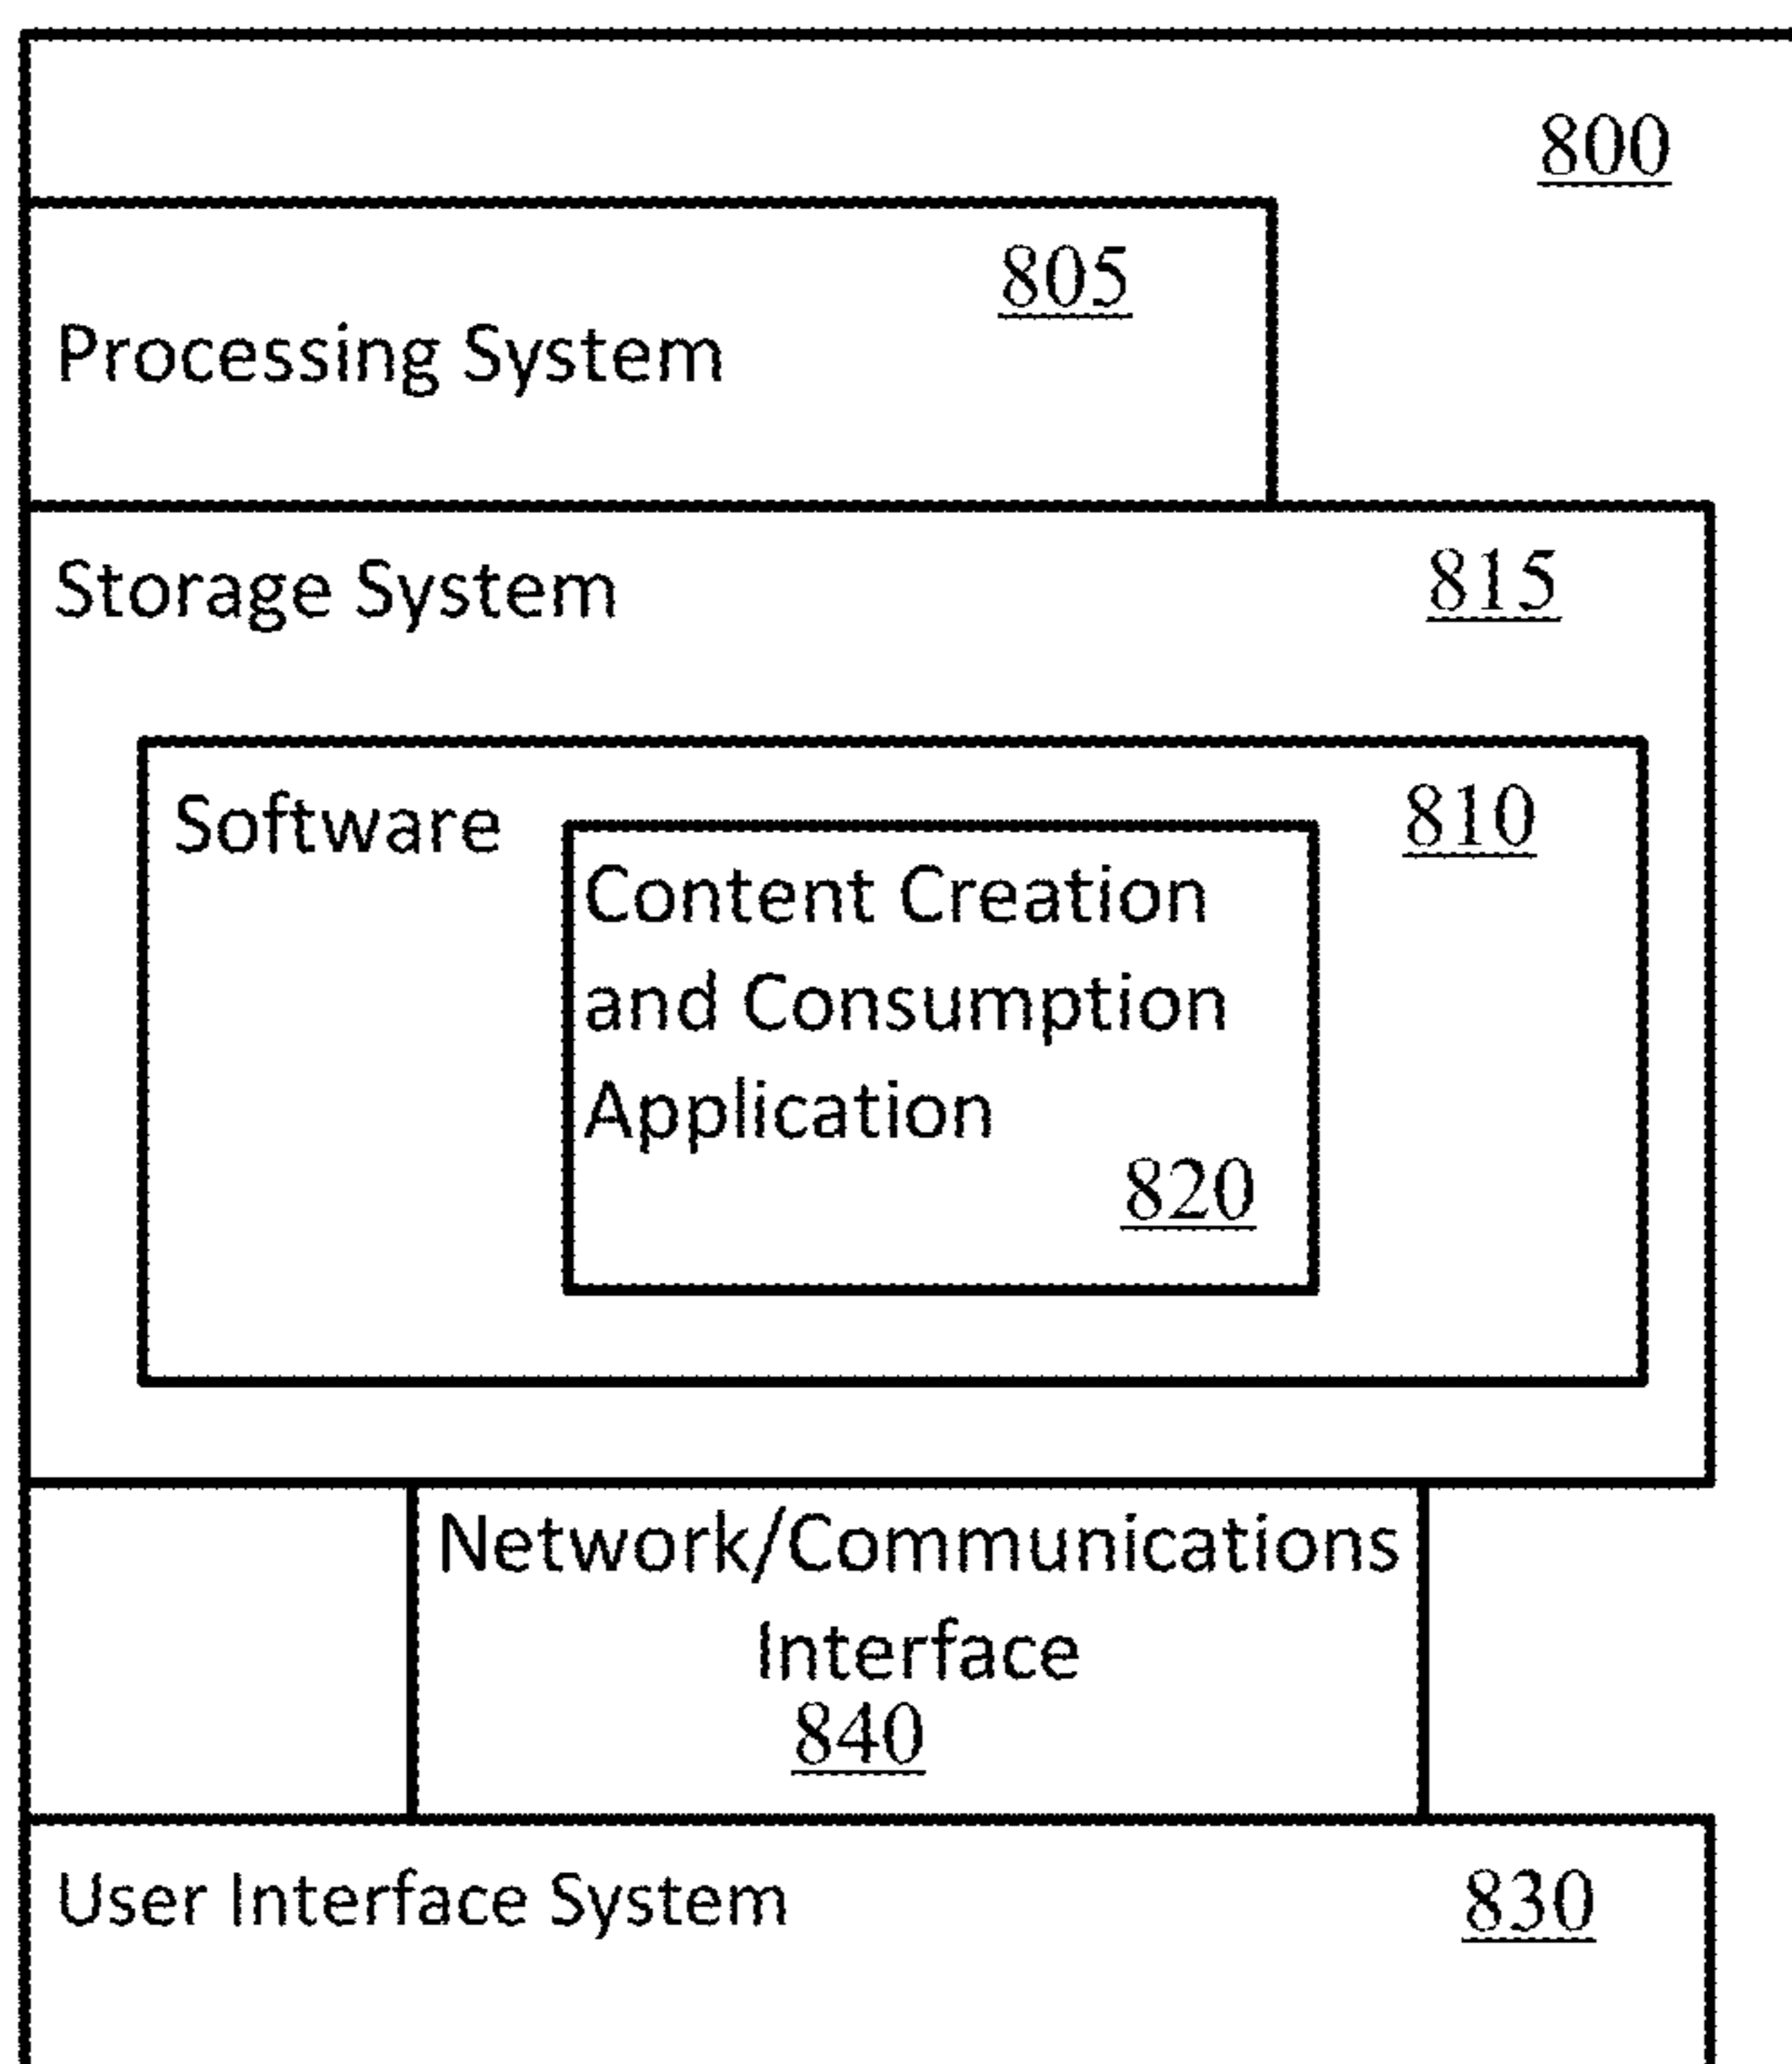 800
805
Processing System
Storage System 815
Software 810
Content Creation
and Consumption
Application
820
Network/Communications
Interface
840
User Interface System 830